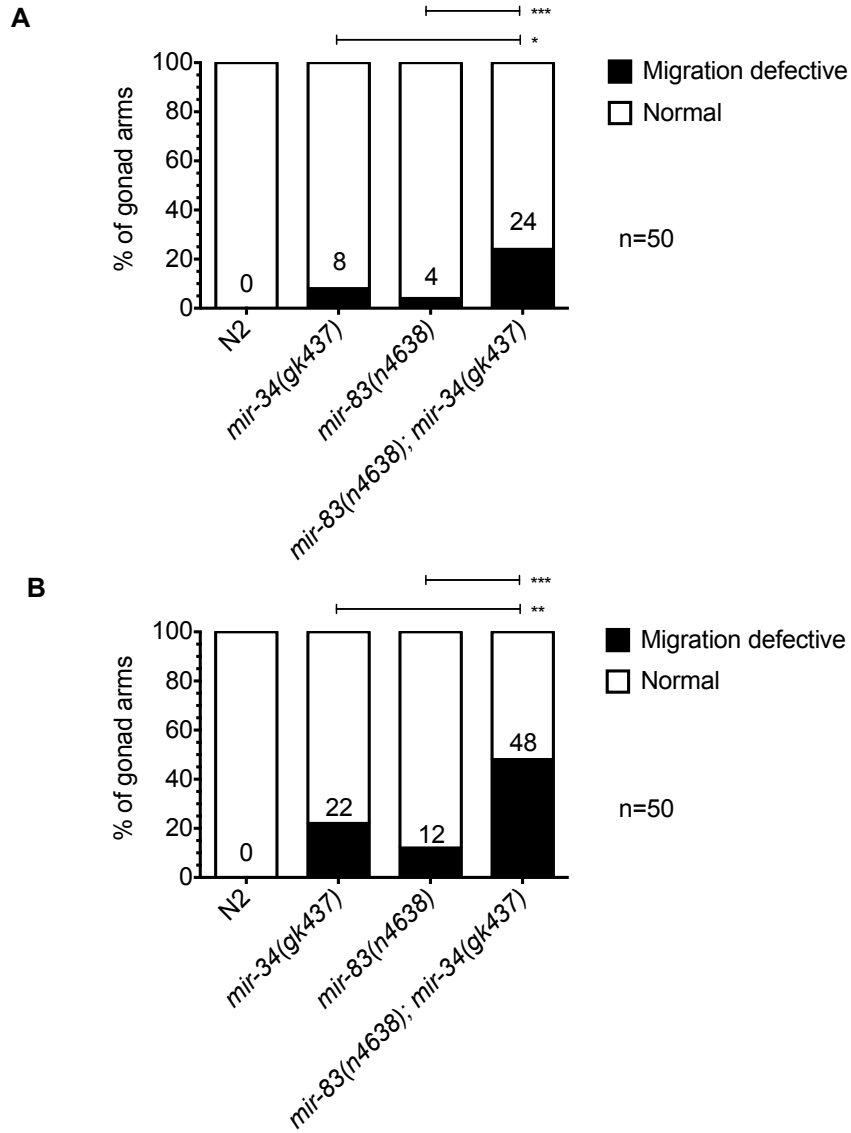 A
***
*
100
80
60
40
20
0
% of gonad arms
0
8
4
24
N2
mir-34(gk437)
mir-83(n4638)
mir-83(n4638); mir-34(gk437)
Migration defective
Normal
n=50
B
***
**
100
80
60
40
20
0
% of gonad arms
0
22
12
48
N2
mir-34(gk437)
mir-83(n4638)
mir-83(n4638); mir-34(gk437)
Migration defective
Normal
n=50